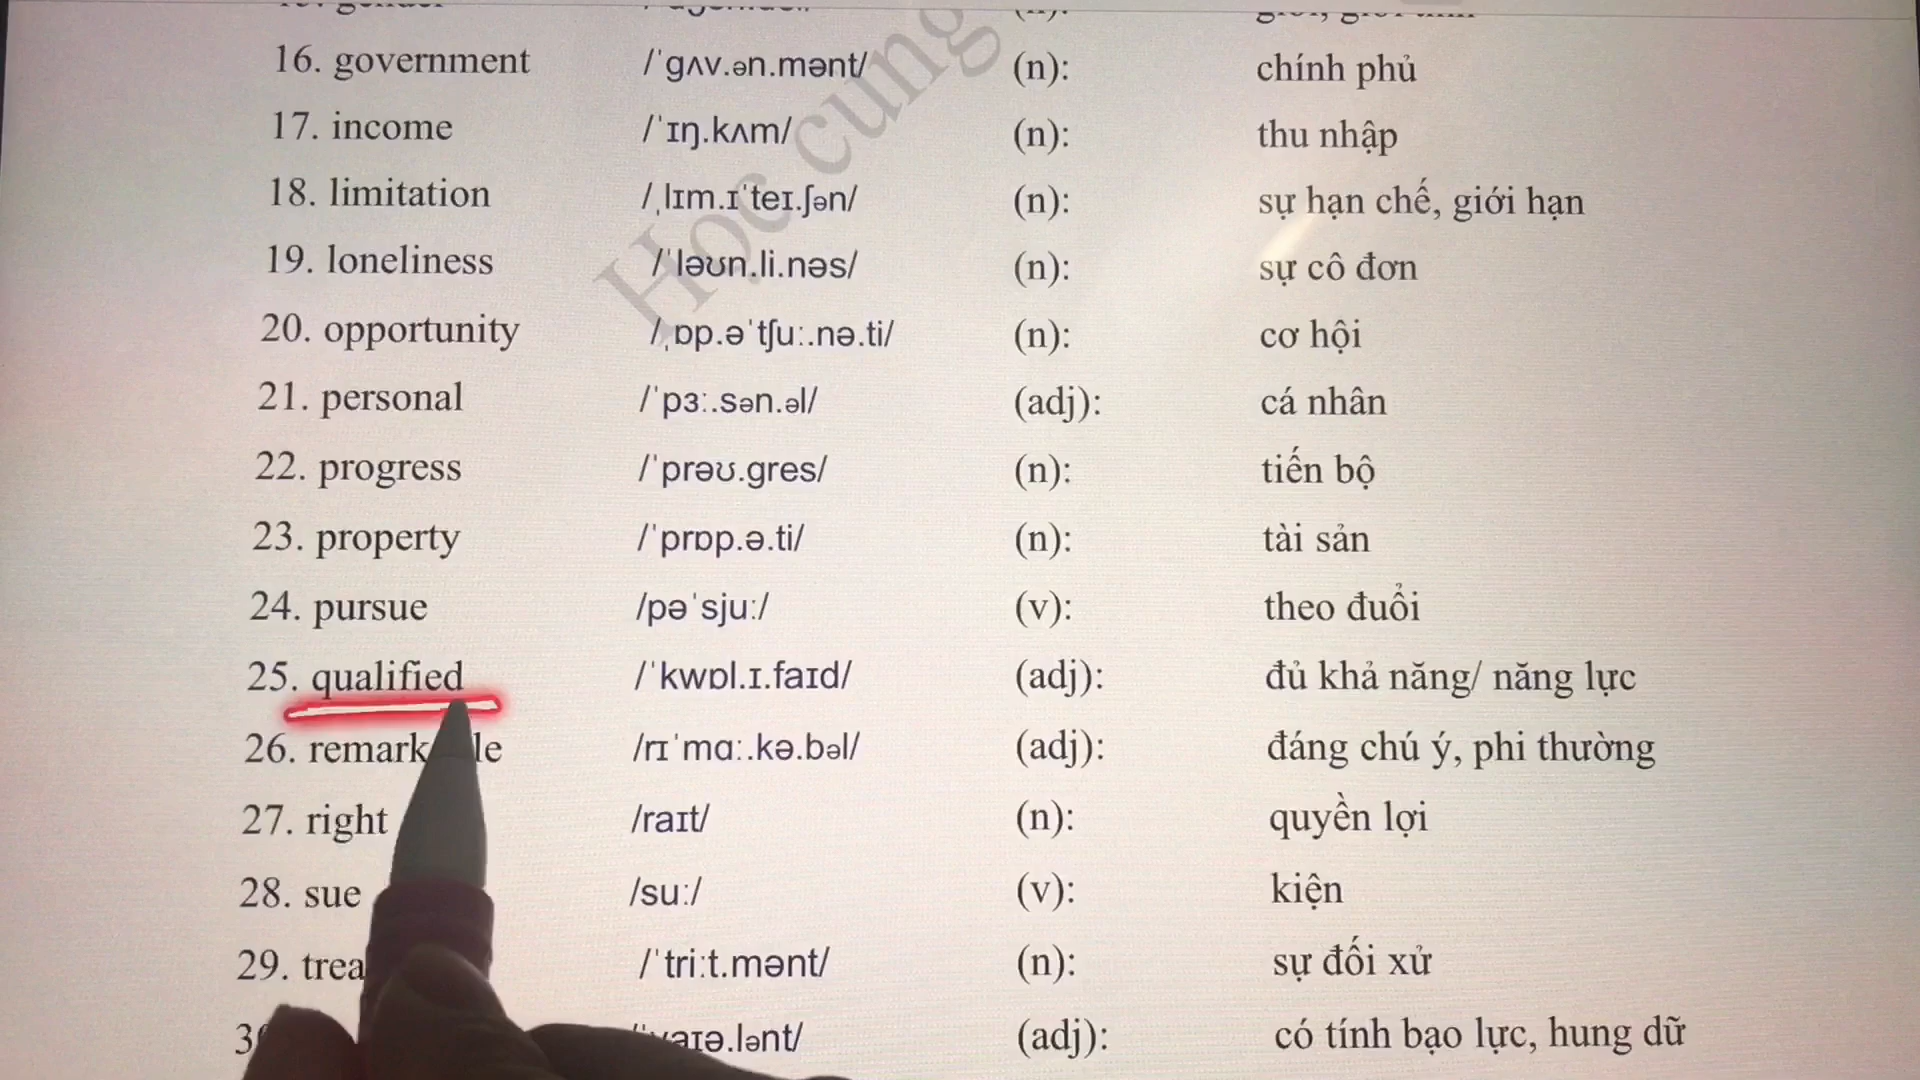 16. government /ˈɡʌv.ən.mənt/ (n): chính phủ
17. income /ˈɪŋ.kʌm/ (n): thu nhập
18. limitation /ˌlɪm.ɪˈteɪ.ʃən/ (n): sự hạn chế, giới hạn
19. loneliness /ˈləʊn.li.nəs/ (n): sự cô đơn
20. opportunity /ˌɒp.əˈtʃuː.nə.ti/ (n): cơ hội
21. personal /ˈpɜː.sən.əl/ (adj): cá nhân
22. progress /ˈprəʊ.ɡres/ (n): tiến bộ
23. property /ˈprɒp.ə.ti/ (n): tài sản
24. pursue /pəˈsjuː/ (v): theo đuổi
25. qualified /ˈkwɒl.ɪ.faɪd/ (adj): đủ khả năng/ năng lực
26. /rɪˈmɑː.kə.bəl/ (adj): đáng chú ý, phi thường
27. right /raɪt/ (n): quyền lợi
28. sue /suː/ (v): kiện
29. /ˈtriːt.mənt/ (n): sự đối xử
(adj): có tính bạo lực, hung dữ
Học cùng